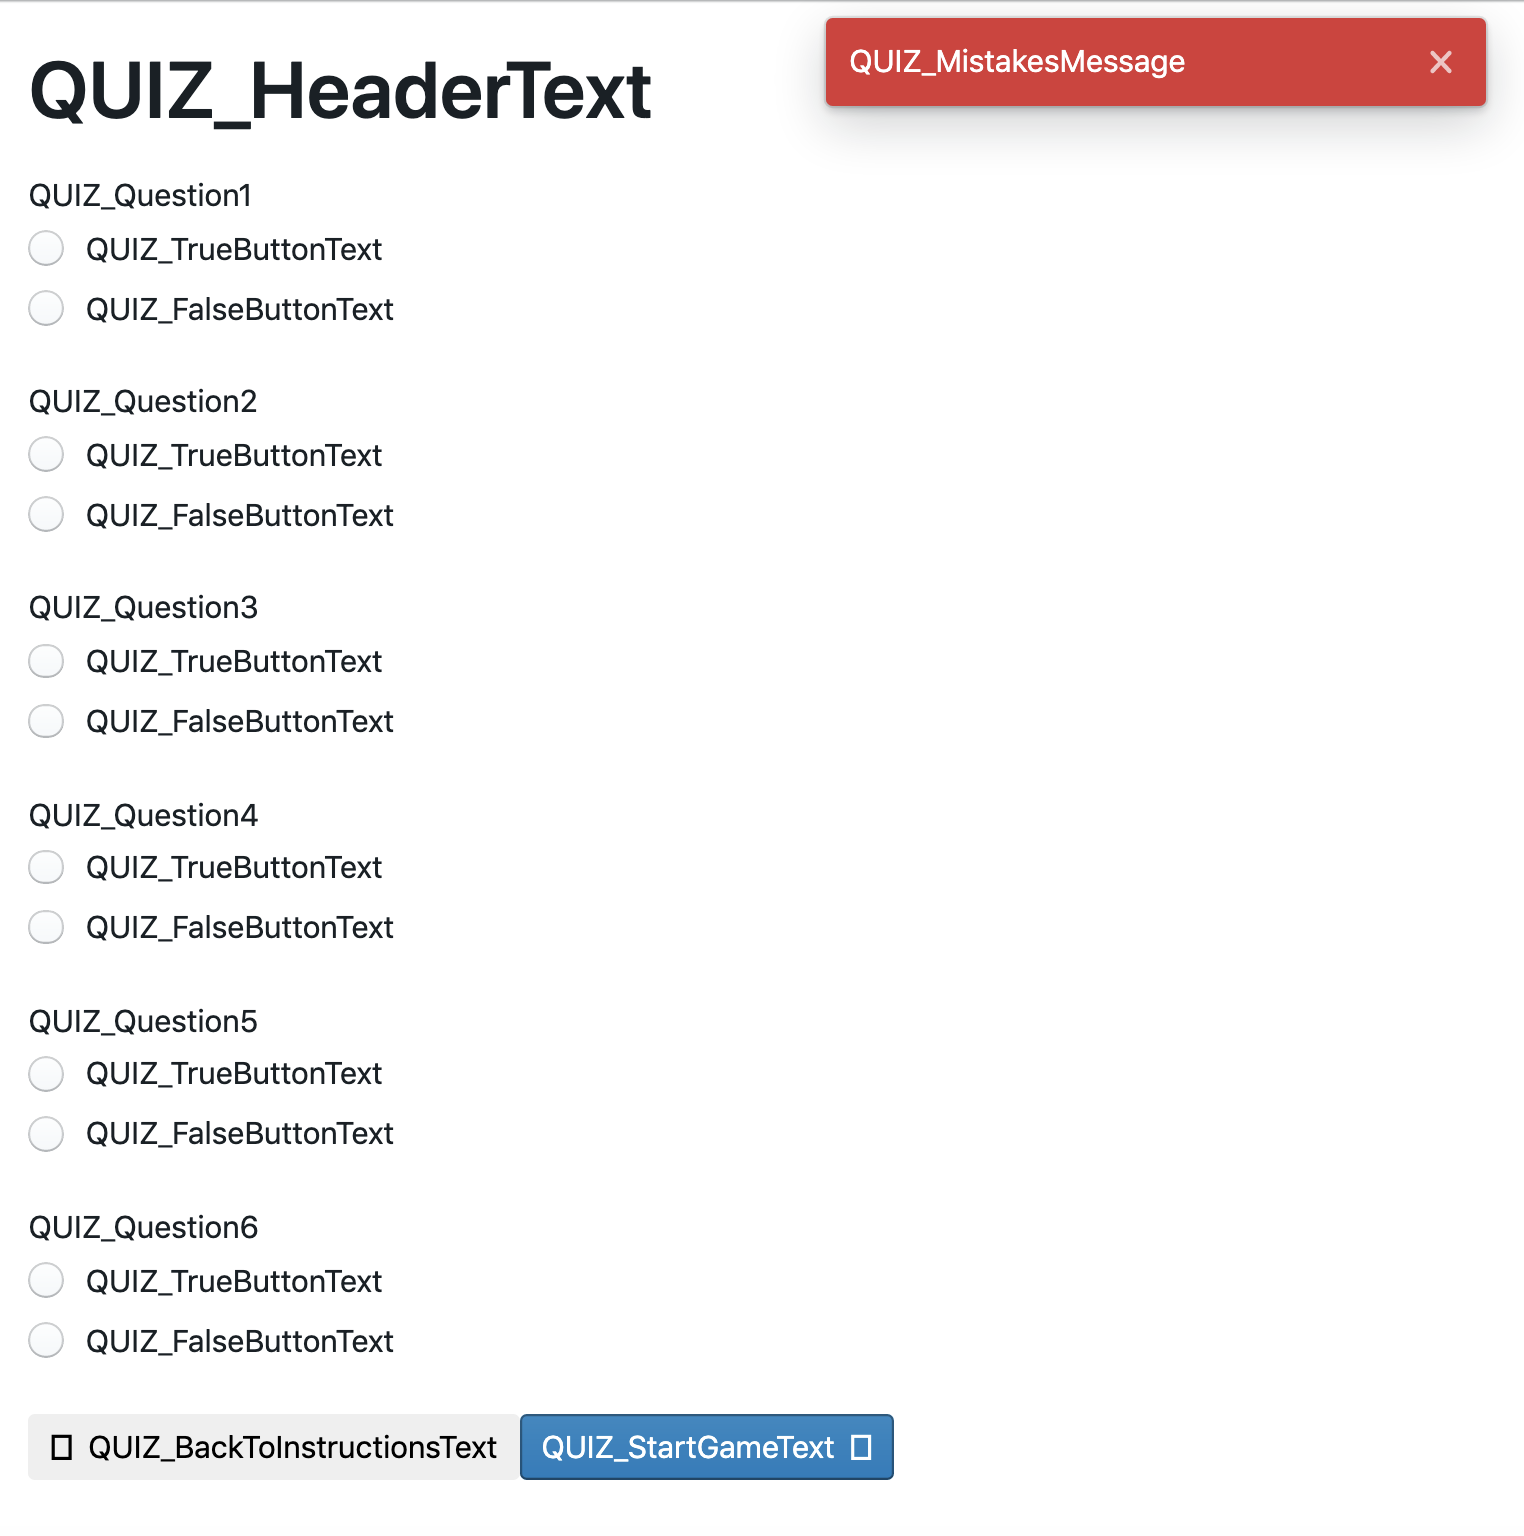 QUIZ_HeaderText
QUIZ_MistakesMessage
QUIZ_Question1
QUIZ_TrueButtonText
QUIZ_FalseButtonText
QUIZ_Question2
QUIZ_TrueButtonText
QUIZ_FalseButtonText
QUIZ_Question3
QUIZ_TrueButtonText
QUIZ_FalseButtonText
QUIZ_Question4
QUIZ_TrueButtonText
QUIZ_FalseButtonText
QUIZ_Question5
QUIZ_TrueButtonText
QUIZ_FalseButtonText
QUIZ_Question6
QUIZ_TrueButtonText
QUIZ_FalseButtonText
QUIZ_BackToInstructionsText
QUIZ_StartGameText